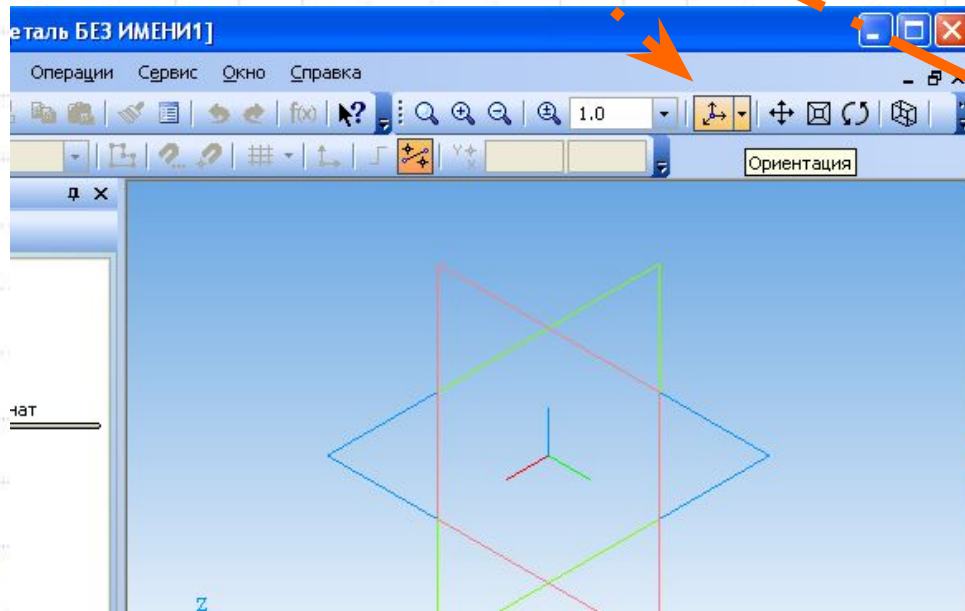 еталь БЕЗ ИМЕНИ1]
Операции Сервис Окно Справка
f(x) ? 1.0
Ориентация
нат
Z